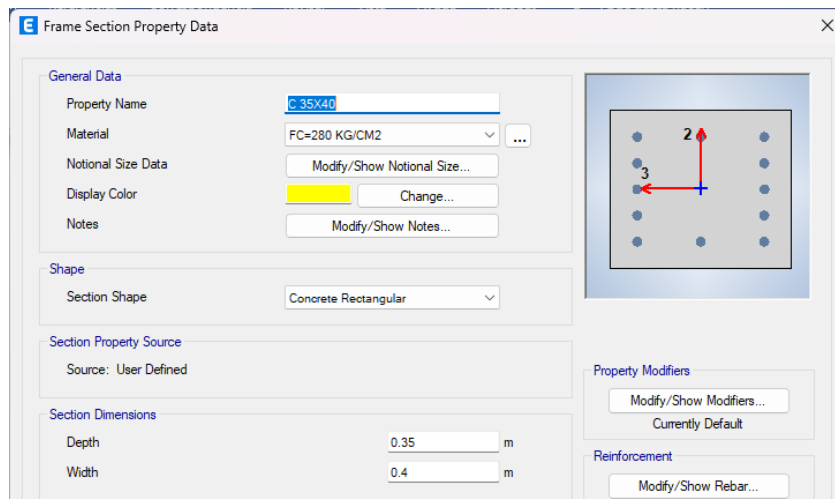 Frame Section Property Data
General Data
Property Name C 35X40
Material FC=280 KG/CM2 ...
Notional Size Data Modify/Show Notional Size...
Display Color Change...
Notes Modify/Show Notes...
2
3
Shape
Section Shape Concrete Rectangular
Section Property Source
Source: User Defined
Property Modifiers
Modify/Show Modifiers...
Currently Default
Section Dimensions
Depth 0.35 m
Width 0.4 m
Reinforcement
Modify/Show Rebar...